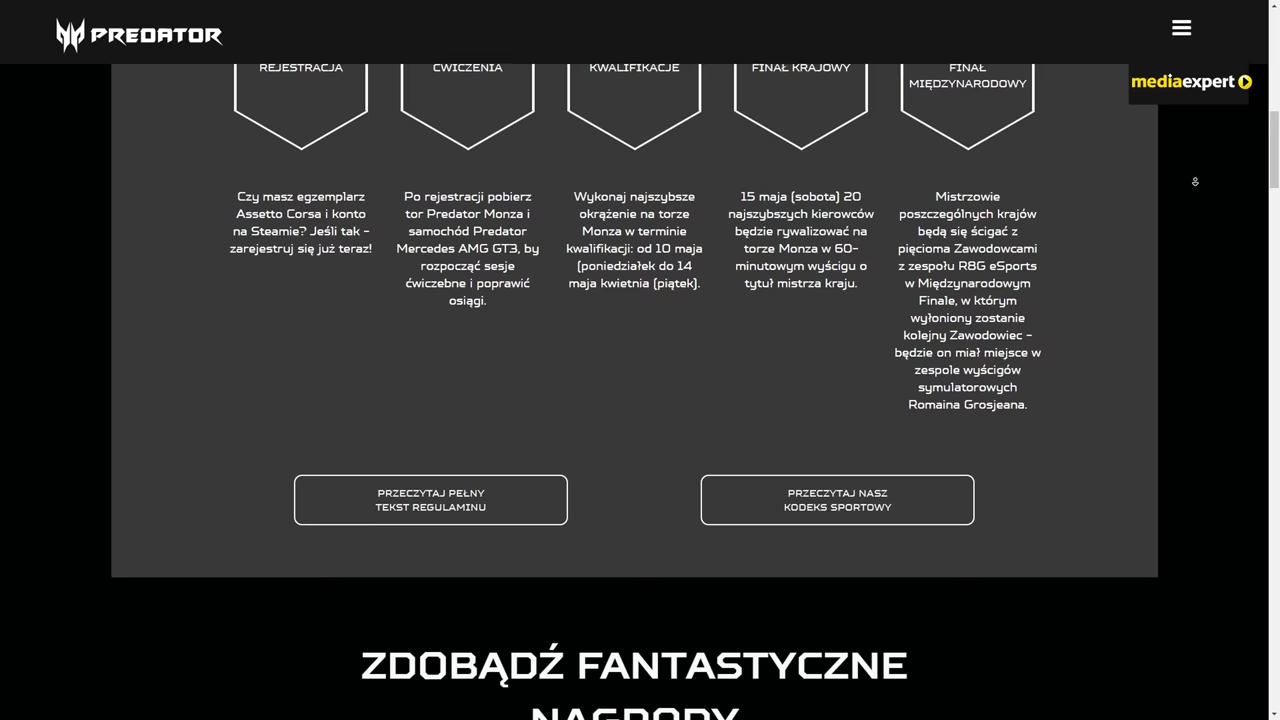 PREDATOR
mediaexpert
REJESTRACJA
Czy masz egzemplarz
Assetto Corsa i konto
na Steamie? Jeśli tak -
zarejestruj się już teraz!
ĆWICZENIA
Po rejestracji pobierz
tor Predator Monza i
samochód Predator
Mercedes AMG GT3, by
rozpocząć sesje
ćwiczebne i poprawić
osiągi.
KWALIFIKACJE
Wykonaj najszybsze
okrążenie na torze
Monza w terminie
kwalifikacji: od 10 maja
(poniedziałek do 14
maja kwietnia (piątek).
FINAŁ KRAJOWY
15 maja (sobota) 20
najszybszych kierowców
będzie rywalizować na
torze Monza w 60-
minutowym wyścigu o
tytuł mistrza kraju.
FINAŁ
MIĘDZYNARODOWY
Mistrzowie
poszczególnych krajów
będą się ścigać z
pięcioma Zawodowcami
z zespołu R8G eSports
w Międzynarodowym
Finale, w którym
wyłoniony zostanie
kolejny Zawodowiec -
będzie on miał miejsce w
zespole wyścigów
symulatorowych
Romaina Grosjeana.
PRZECZYTAJ PEŁNY
TEKST REGULAMINU
PRZECZYTAJ NASZ
KODEKS SPORTOWY
ZDOBĄDŹ FANTASTYCZNE
NAGRODY